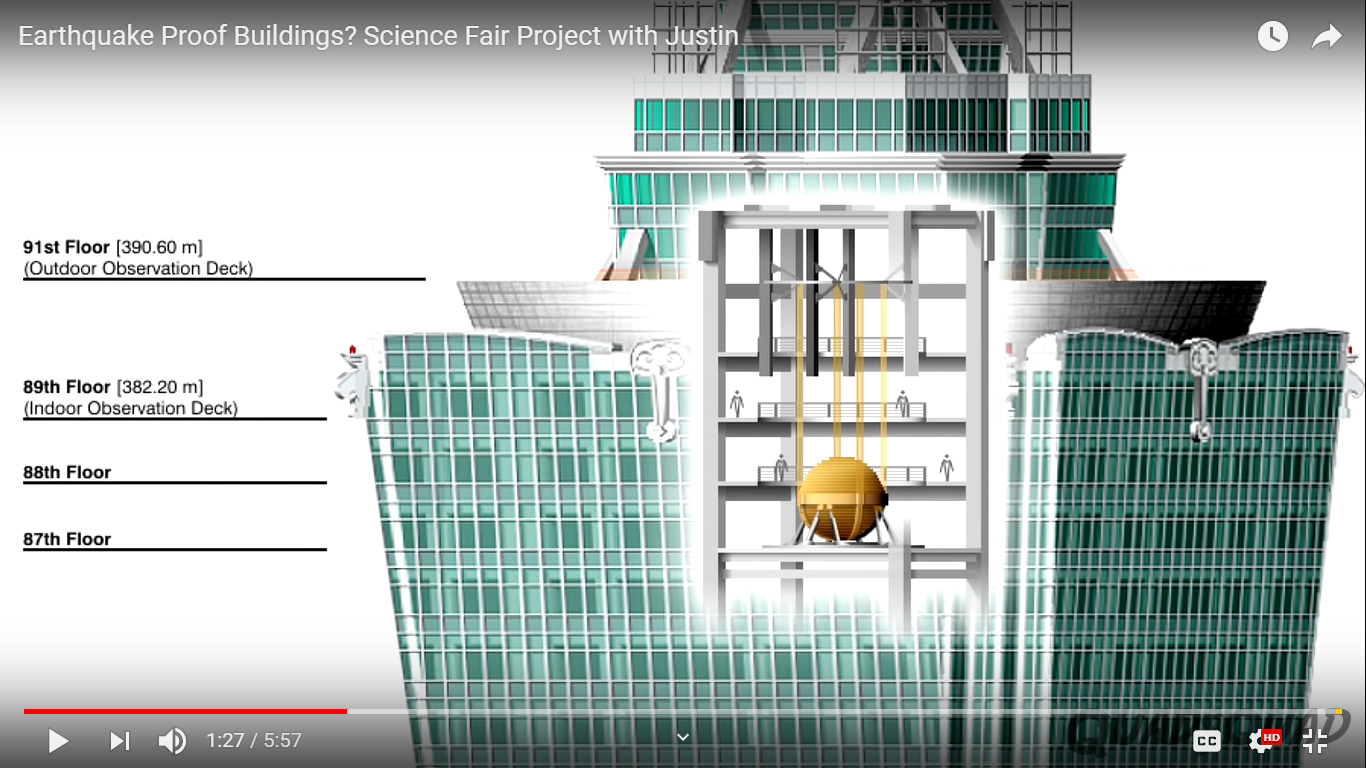 Earthquake Proof Buildings? Science Fair Project with Justin
91st Floor [390.60 m]
(Outdoor Observation Deck)
89th Floor [382.20 m]
(Indoor Observation Deck)
88th Floor
87th Floor
1:27 / 5:57
CC
HD